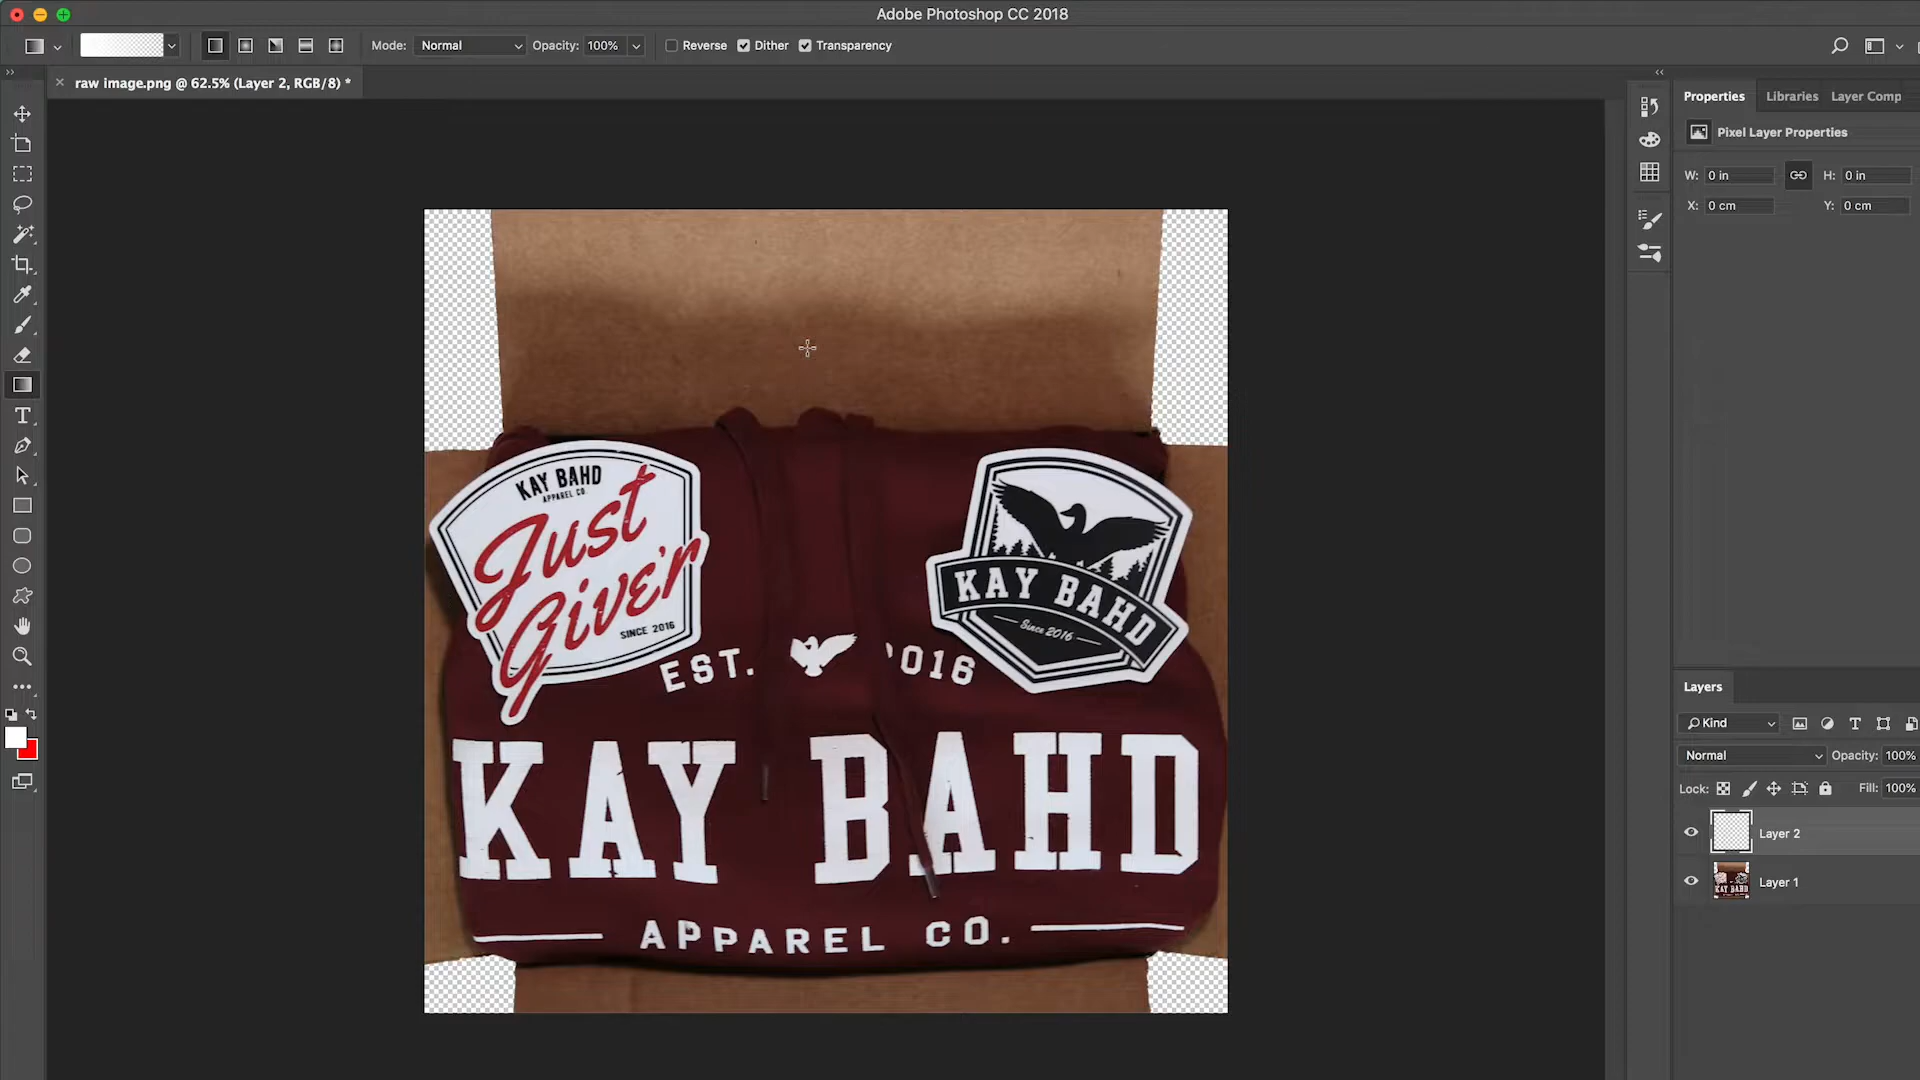 Adobe Photoshop CC 2018
Mode: Normal Opacity: 100% Reverse Dither Transparency
raw image.png @ 62.5% (Layer 2, RGB/8) *
Properties Libraries Layer Comp
Pixel Layer Properties
W: 0 in H: 0 in
X: 0 cm Y: 0 cm
KAY BAHD
APPAREL CO.
Just
Give'r
SINCE 2016
KAY BAHD
Since 2016
EST. 2016
KAY BAHD
APPAREL CO.
Layers
Kind
Normal Opacity: 100%
Lock: Fill: 100%
Layer 2
Layer 1